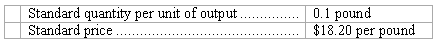 Standard quantity per unit of output ............... 0.1 pound
Standard price .......................................... $18.20 per pound